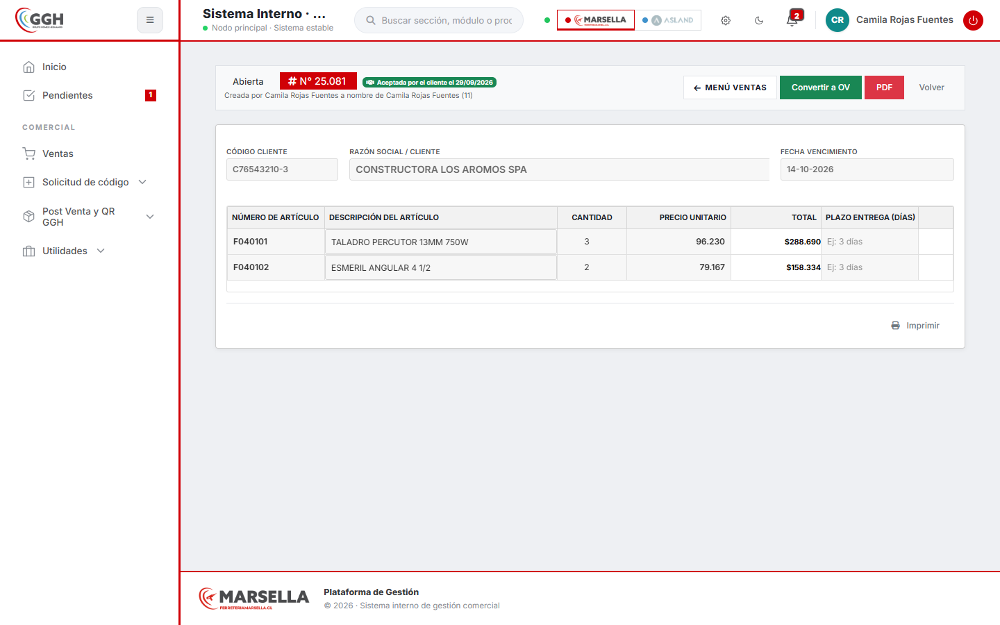 GGH
Sistema Interno · ...
Nodo principal · Sistema estable
Buscar sección, módulo o proc
MARSELLA
FERRETERIAMARSELLA.CL
ASLAND
2
CR
Camila Rojas Fuentes
Inicio
Pendientes
1
COMERCIAL
Ventas
Solicitud de código
Post Venta y QR
GGH
Utilidades
Abierta
# N° 25.081
Aceptada por el cliente el 29/09/2026
Creada por Camila Rojas Fuentes a nombre de Camila Rojas Fuentes (11)
← MENÚ VENTAS
Convertir a OV
PDF
Volver
CÓDIGO CLIENTE
RAZÓN SOCIAL / CLIENTE
FECHA VENCIMIENTO
C76543210-3
CONSTRUCTORA LOS AROMOS SPA
14-10-2026
NÚMERO DE ARTÍCULO DESCRIPCIÓN DEL ARTÍCULO CANTIDAD PRECIO UNITARIO TOTAL PLAZO ENTREGA (DÍAS)
F040101 TALADRO PERCUTOR 13MM 750W 3 96.230 $288.690 Ej: 3 días
F040102 ESMERIL ANGULAR 4 1/2 2 79.167 $158.334 Ej: 3 días
Imprimir
MARSELLA
FERRETERIAMARSELLA.CL
Plataforma de Gestión
© 2026 · Sistema interno de gestión comercial